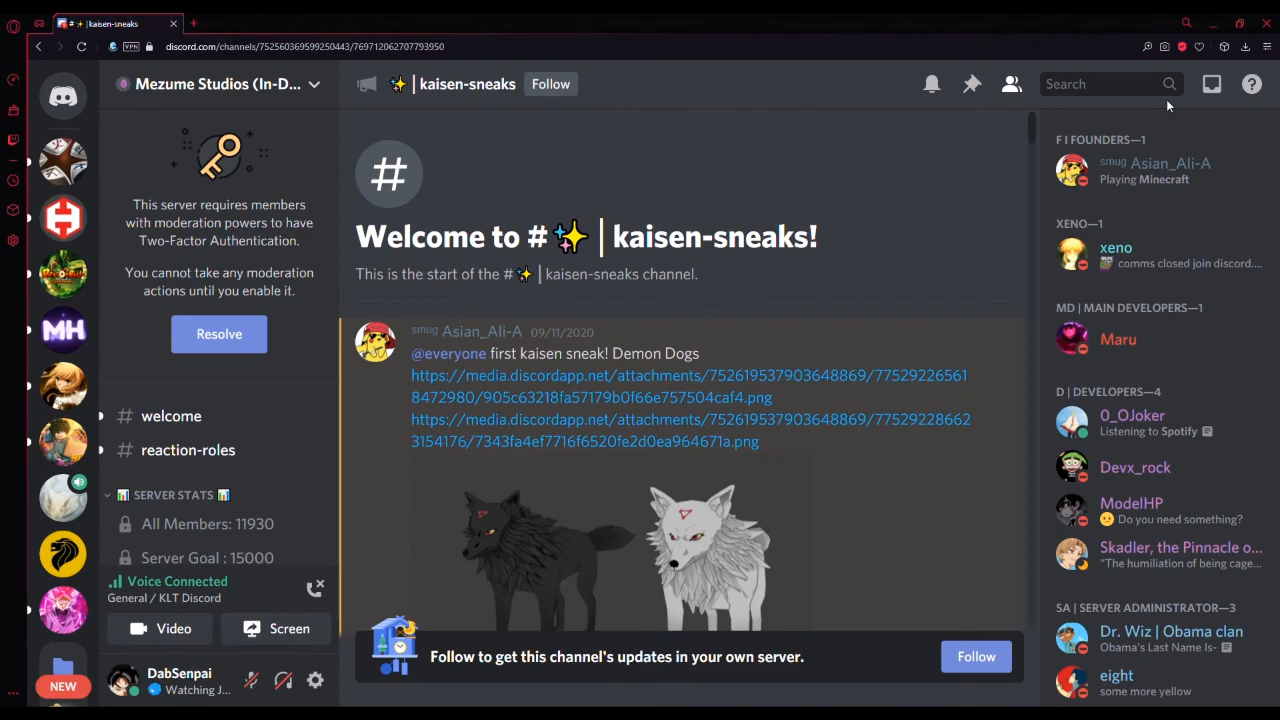 # ✨ | kaisen-sneaks
VPN
discord.com/channels/752560369599250443/769712062707793950
Mezume Studios (In-D...
✨ | kaisen-sneaks
Follow
Search
This server requires members
with moderation powers to have
Two-Factor Authentication.
You cannot take any moderation
actions until you enable it.
Resolve
# welcome
# reaction-roles
📊 SERVER STATS 📊
All Members: 11930
Server Goal : 15000
Voice Connected
General / KLT Discord
Video
Screen
DabSenpai
Watching J...
MH
NEW
#
Welcome to #✨ | kaisen-sneaks!
This is the start of the #✨ | kaisen-sneaks channel.
smug Asian_Ali-A 09/11/2020
@everyone first kaisen sneak! Demon Dogs
https://media.discordapp.net/attachments/752619537903648869/77529226561
8472980/905c63218fa57179b0f66e757504caf4.png
https://media.discordapp.net/attachments/752619537903648869/77529228662
3154176/7343fa4ef7716f6520fe2d0ea964671a.png
Follow to get this channel's updates in your own server.
Follow
F I FOUNDERS—1
smug Asian_Ali-A
Playing Minecraft
XENO—1
xeno
comms closed join discord....
MD | MAIN DEVELOPERS—1
Maru
D | DEVELOPERS—4
O_OJoker
Listening to Spotify
Devx_rock
ModelHP
Do you need something?
Skadler, the Pinnacle o...
"The humiliation of being cage...
SA | SERVER ADMINISTRATOR—3
Dr. Wiz | Obama clan
Obama's Last Name Is-
eight
some more yellow